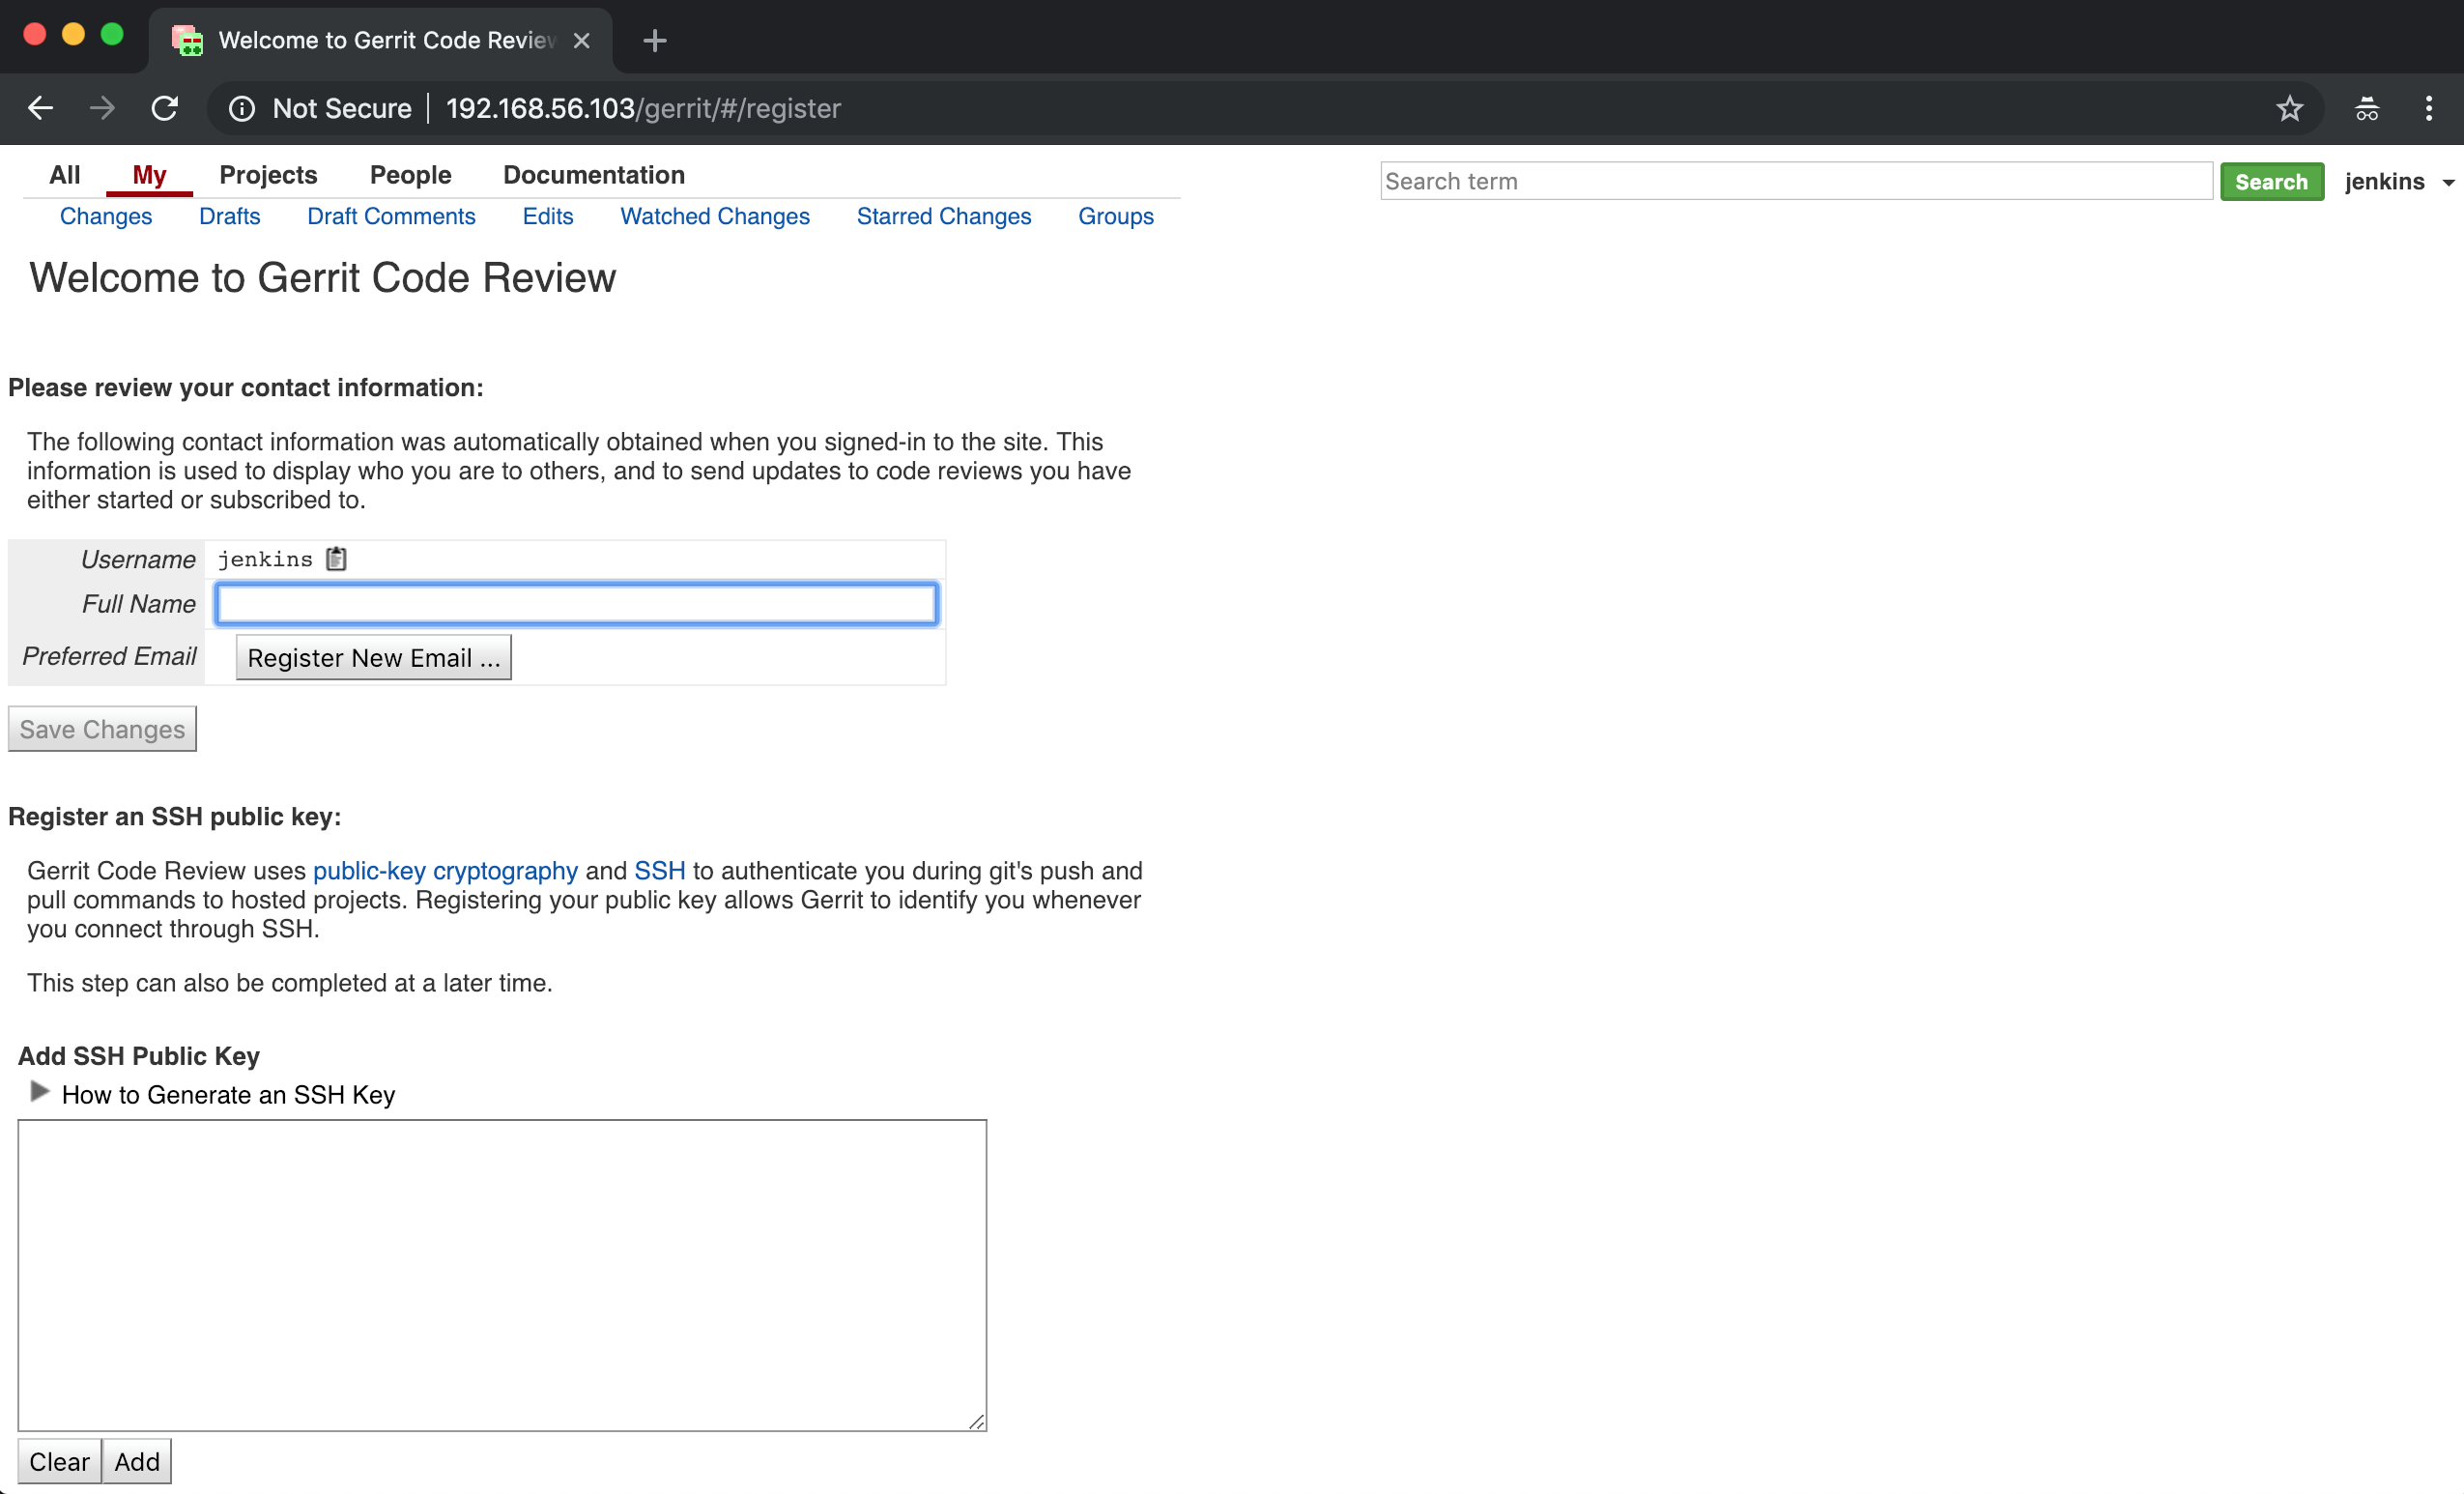 Welcome to Gerrit Code Review
Not Secure 192.168.56.103/gerrit/#/register
All My Projects People Documentation
Search term Search jenkins
Changes Drafts Draft Comments Edits Watched Changes Starred Changes Groups
Welcome to Gerrit Code Review
Please review your contact information:
The following contact information was automatically obtained when you signed-in to the site. This
information is used to display who you are to others, and to send updates to code reviews you have
either started or subscribed to.
Username jenkins
Full Name
Preferred Email Register New Email ...
Save Changes
Register an SSH public key:
Gerrit Code Review uses public-key cryptography and SSH to authenticate you during git's push and
pull commands to hosted projects. Registering your public key allows Gerrit to identify you whenever
you connect through SSH.
This step can also be completed at a later time.
Add SSH Public Key
How to Generate an SSH Key
Clear Add